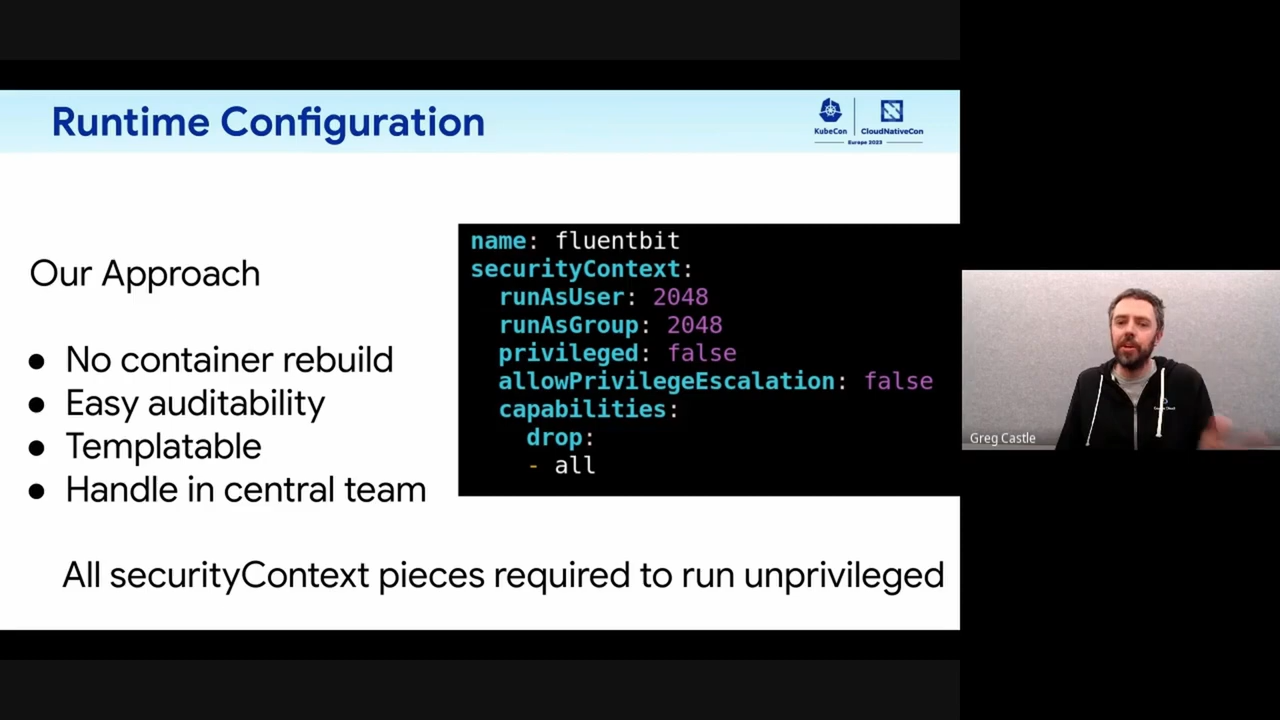 Runtime Configuration
KubeCon
CloudNativeCon
Europe 2023
Our Approach
● No container rebuild
● Easy auditability
● Templatable
● Handle in central team
name: fluentbit
securityContext:
  runAsUser: 2048
  runAsGroup: 2048
  privileged: false
  allowPrivilegeEscalation: false
  capabilities:
    drop:
    - all
All securityContext pieces required to run unprivileged
Greg Castle